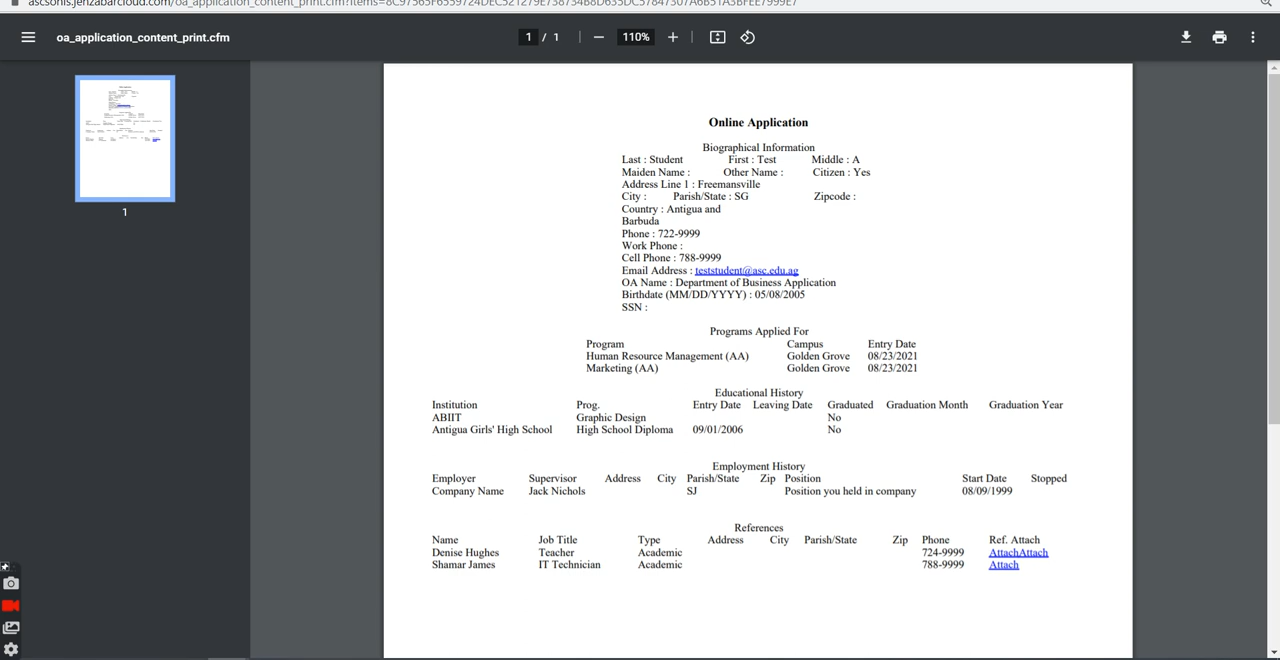 oa_application_content_print.cfm
1 / 1
110%
1
Online Application
Biographical Information
Last : Student First : Test Middle : A
Maiden Name : Other Name : Citizen : Yes
Address Line 1 : Freemansville
City : Parish/State : SG Zipcode :
Country : Antigua and
Barbuda
Phone : 722-9999
Work Phone :
Cell Phone : 788-9999
Email Address : teststudent@asc.edu.ag
OA Name : Department of Business Application
Birthdate (MM/DD/YYYY) : 05/08/2005
SSN :
Programs Applied For
Program Campus Entry Date
Human Resource Management (AA) Golden Grove 08/23/2021
Marketing (AA) Golden Grove 08/23/2021
Educational History
Institution Prog. Entry Date Leaving Date Graduated Graduation Month Graduation Year
ABIIT Graphic Design No
Antigua Girls' High School High School Diploma 09/01/2006 No
Employment History
Employer Supervisor Address City Parish/State Zip Position Start Date Stopped
Company Name Jack Nichols SJ Position you held in company 08/09/1999
References
Name Job Title Type Address City Parish/State Zip Phone Ref. Attach
Denise Hughes Teacher Academic 724-9999 AttachAttach
Shamar James IT Technician Academic 788-9999 Attach